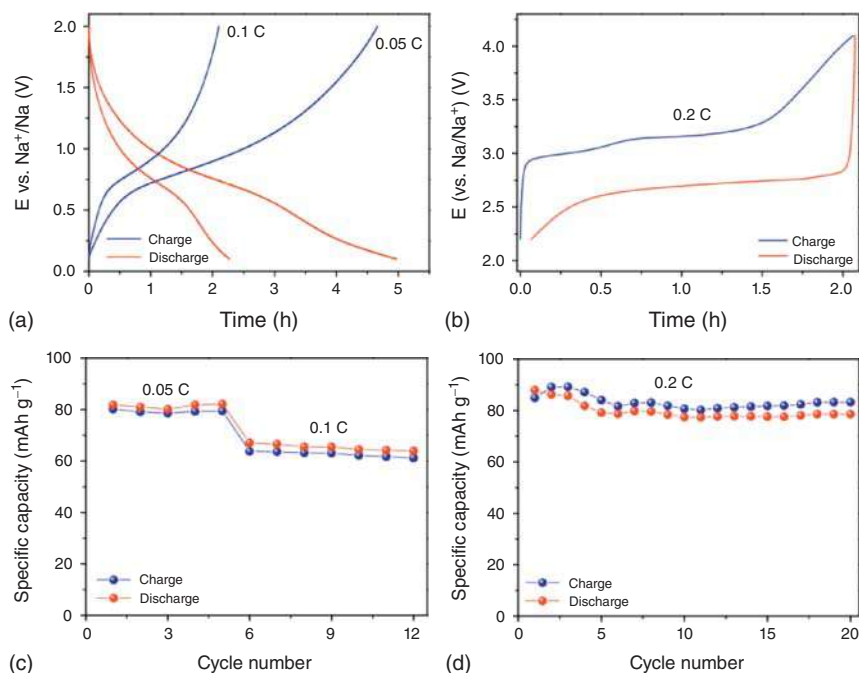 2.0
1.5
1.0
0.5
0.0
E vs. Na⁺/Na (V)
0.1 C
0.05 C
Charge
Discharge
0 1 2 3 4 5
(a)
Time (h)
4.0
3.5
3.0
2.5
2.0
E (vs. Na/Na⁺) (V)
0.2 C
Charge
Discharge
0.0 0.5 1.0 1.5 2.0
(b)
Time (h)
100
80
60
40
20
0
Specific capacity (mAh g⁻¹)
0.05 C
0.1 C
Charge
Discharge
0 3 6 9 12
(c)
Cycle number
100
80
60
40
20
0
Specific capacity (mAh g⁻¹)
0.2 C
Charge
Discharge
0 5 10 15 20
(d)
Cycle number